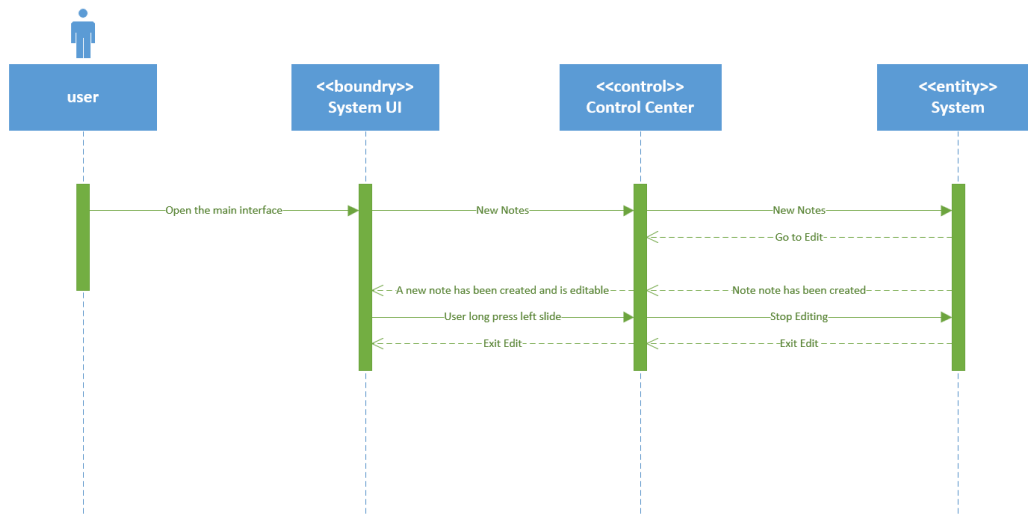 user
<<boundry>>
System UI
<<control>>
Control Center
<<entity>>
System
Open the main interface
New Notes
New Notes
Go to Edit
A new note has been created and is editable
Note note has been created
User long press left slide
Stop Editing
Exit Edit
Exit Edit